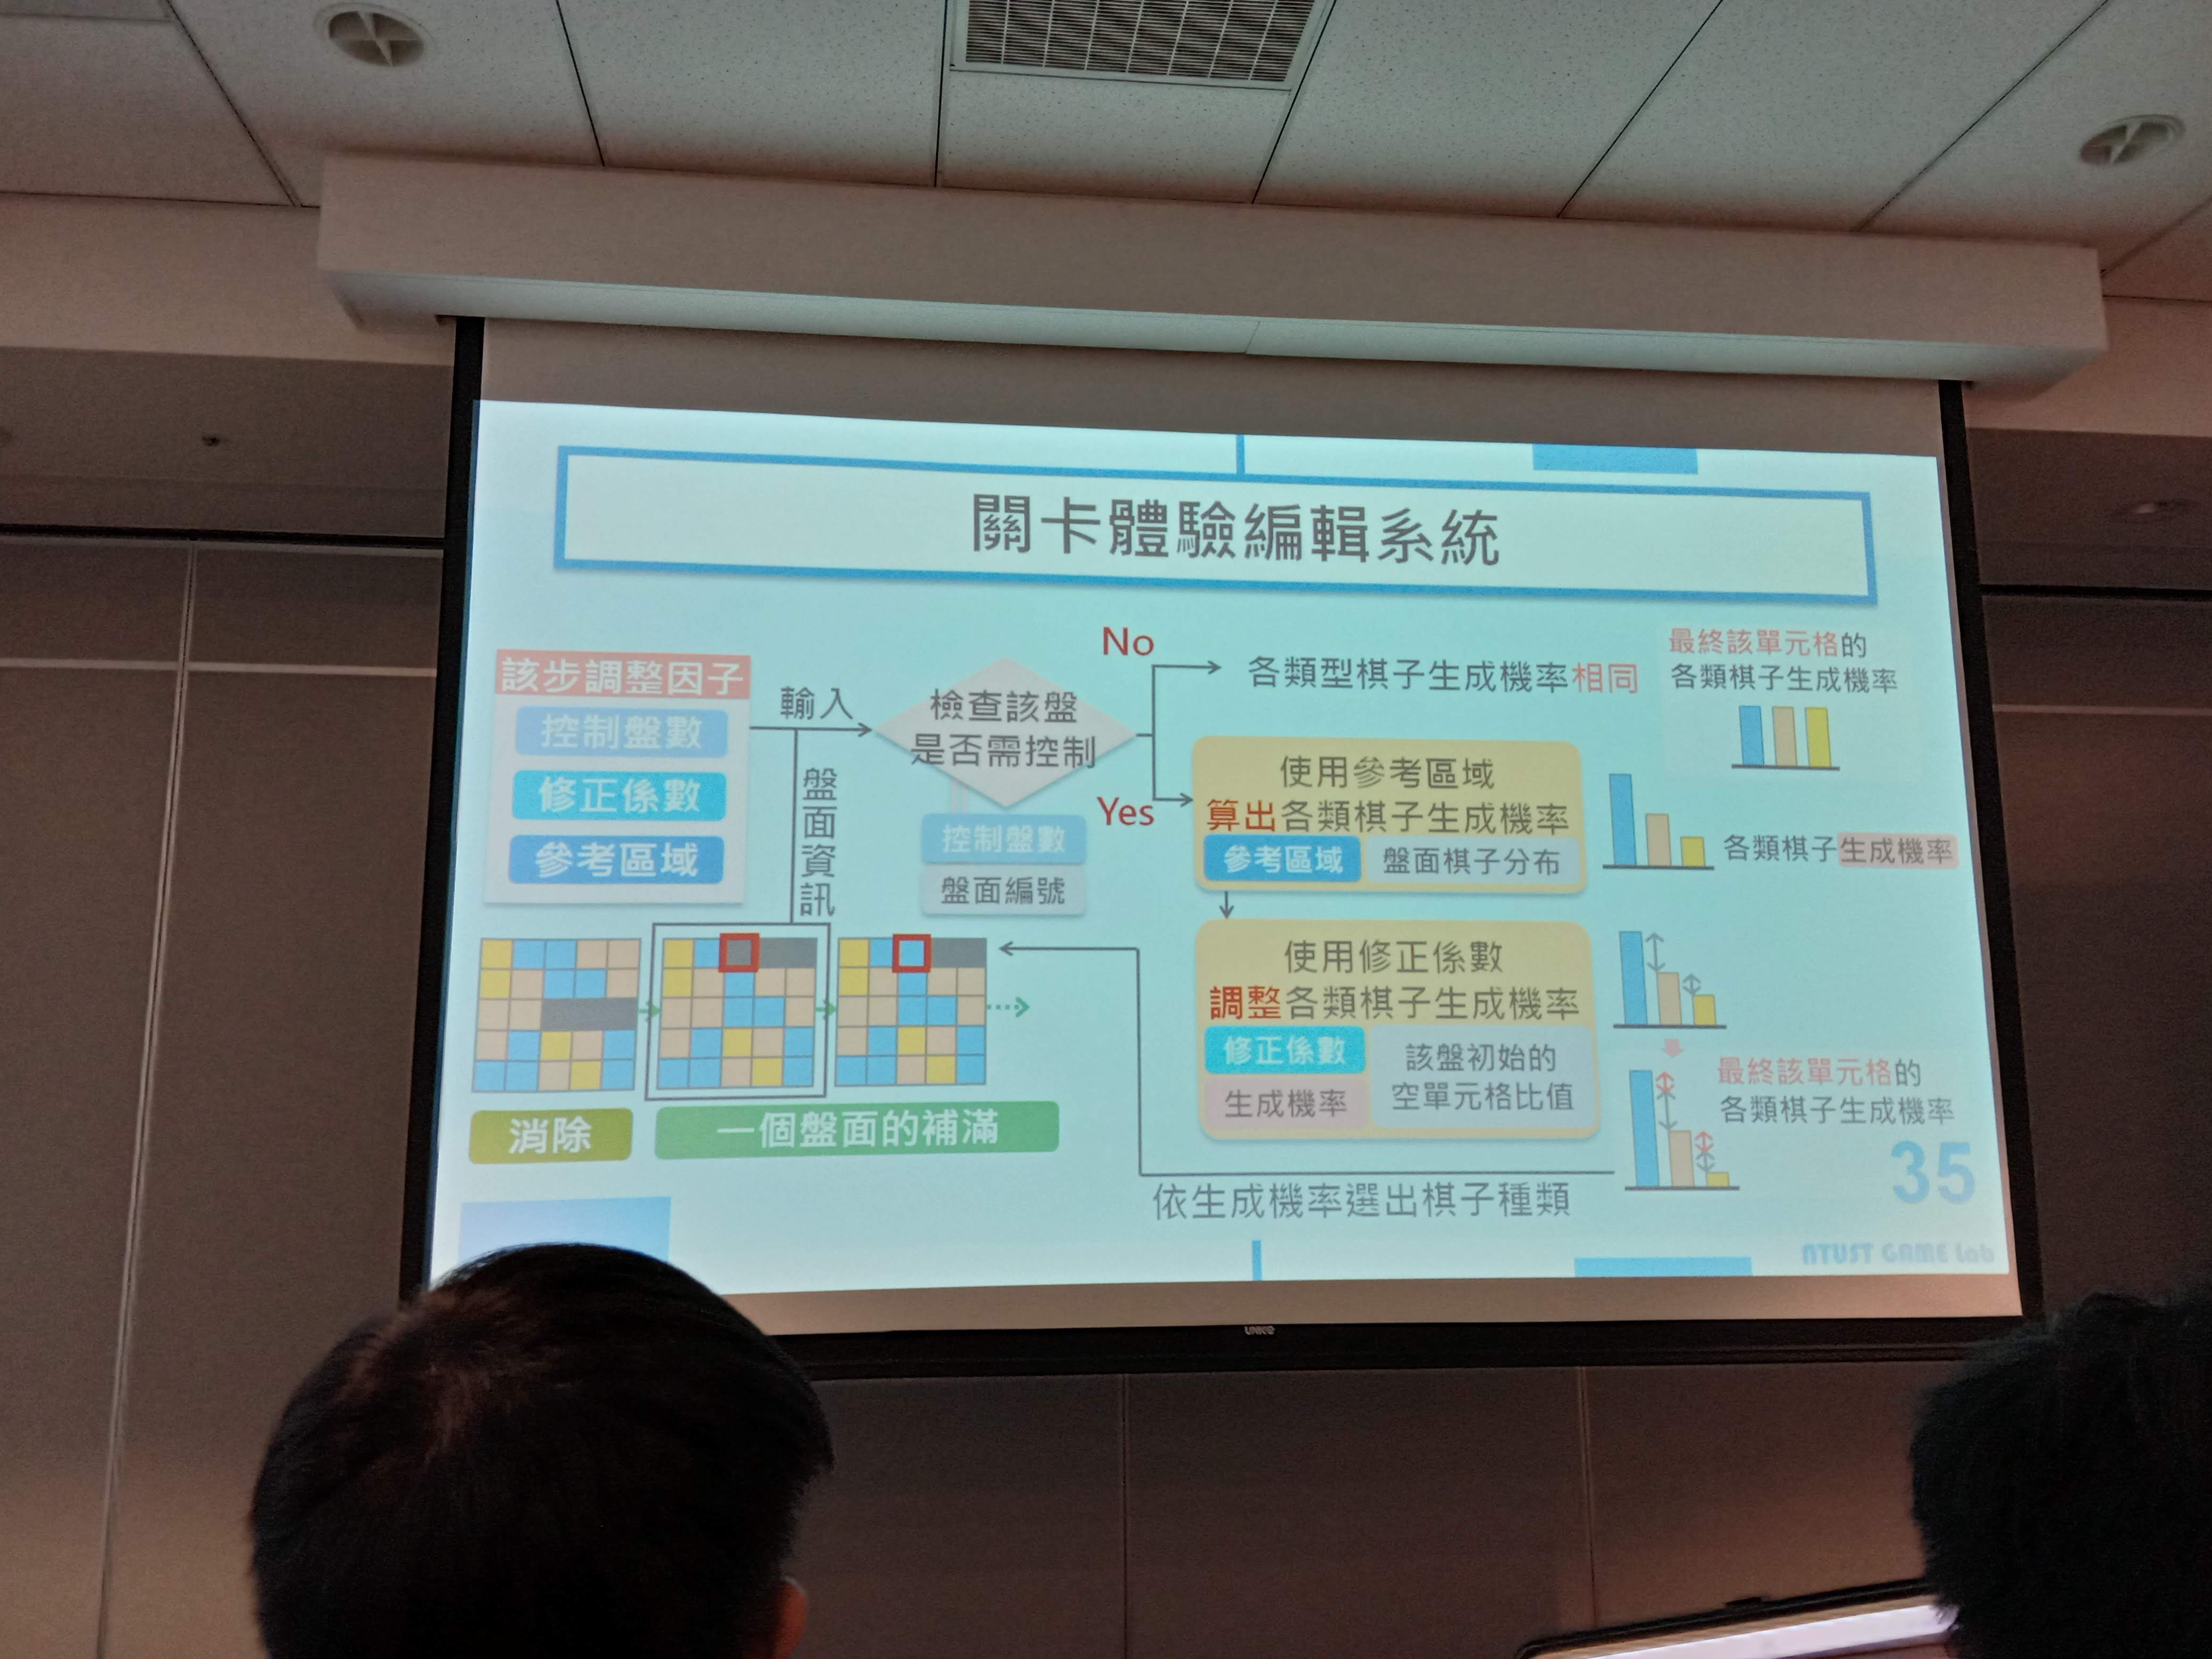 關卡體驗編輯系統
該步調整因子
控制盤數
修正係數
參考區域
輸入
盤面資訊
檢查該盤
是否需控制
控制盤數
盤面編號
No
各類型棋子生成機率相同
最終該單元格的
各類棋子生成機率
Yes
使用參考區域
算出各類棋子生成機率
參考區域
盤面棋子分布
各類棋子生成機率
使用修正係數
調整各類棋子生成機率
修正係數
生成機率
該盤初始的
空單元格比值
最終該單元格的
各類棋子生成機率
消除
一個盤面的補滿
依生成機率選出棋子種類
35
NTUST GAME Lab